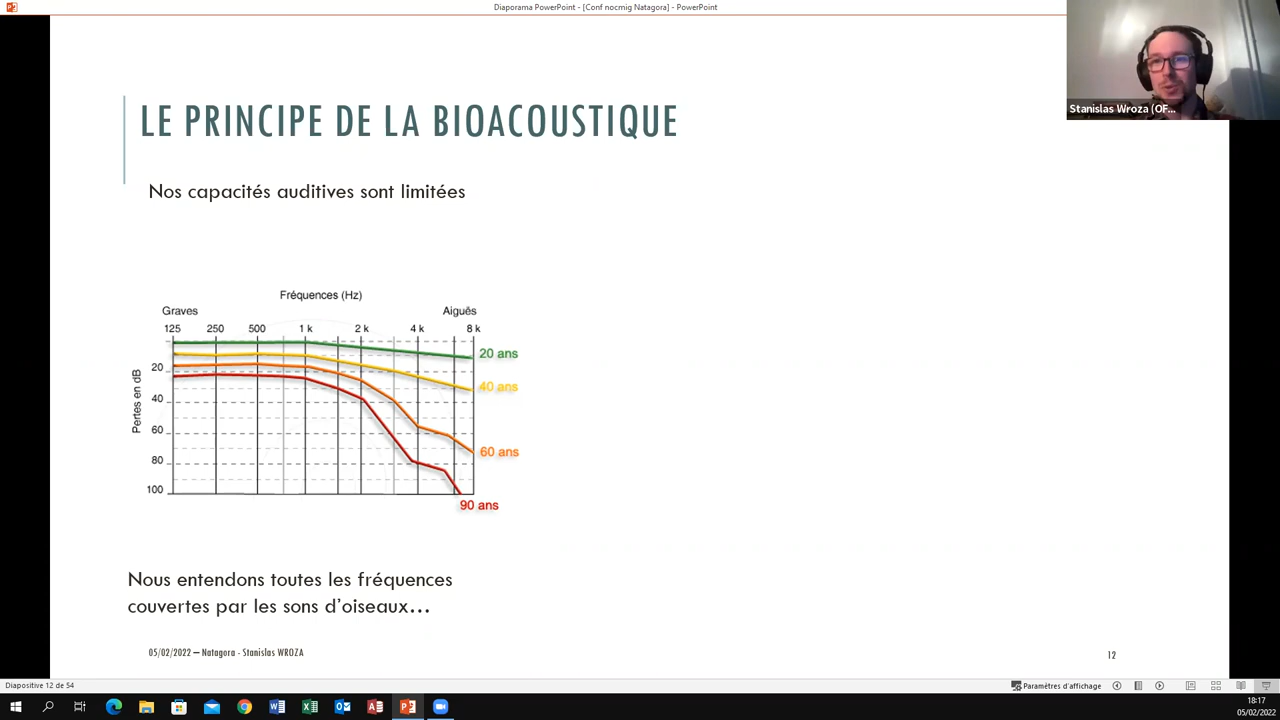 Diaporama PowerPoint - [Conf nocmig Natagora] - PowerPoint
Stanislas Wroza (OF...
LE PRINCIPE DE LA BIOACOUSTIQUE
Nos capacités auditives sont limitées
Fréquences (Hz)
Graves
Aiguës
125 250 500 1 k 2 k 4 k 8 k
Pertes en dB
20
40
60
80
100
20 ans
40 ans
60 ans
90 ans
Nous entendons toutes les fréquences
couvertes par les sons d'oiseaux...
05/02/2022 – Natagora - Stanislas WROZA
12
Diapositive 12 de 54
Paramètres d'affichage
18:17
05/02/2022